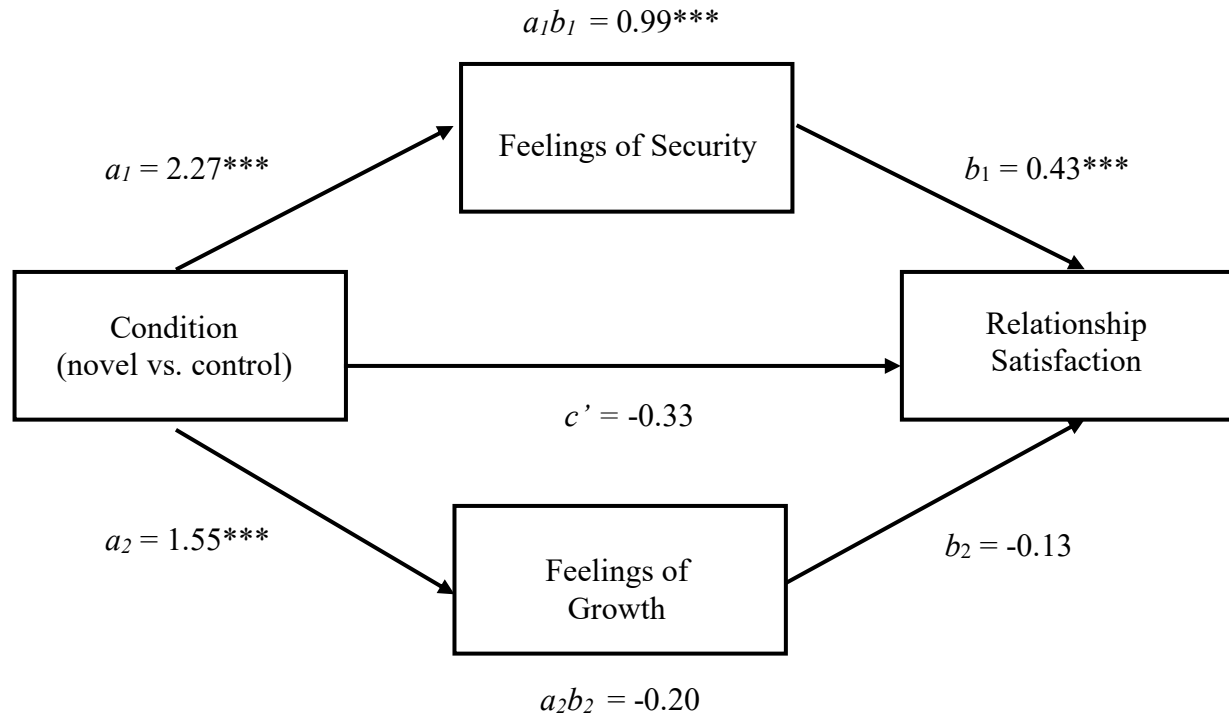 a1b1 = 0.99***
Feelings of Security
a1 = 2.27***
b1 = 0.43***
Condition
(novel vs. control)
Relationship
Satisfaction
c’ = -0.33
a2 = 1.55***
b2 = -0.13
Feelings of
Growth
a2b2 = -0.20